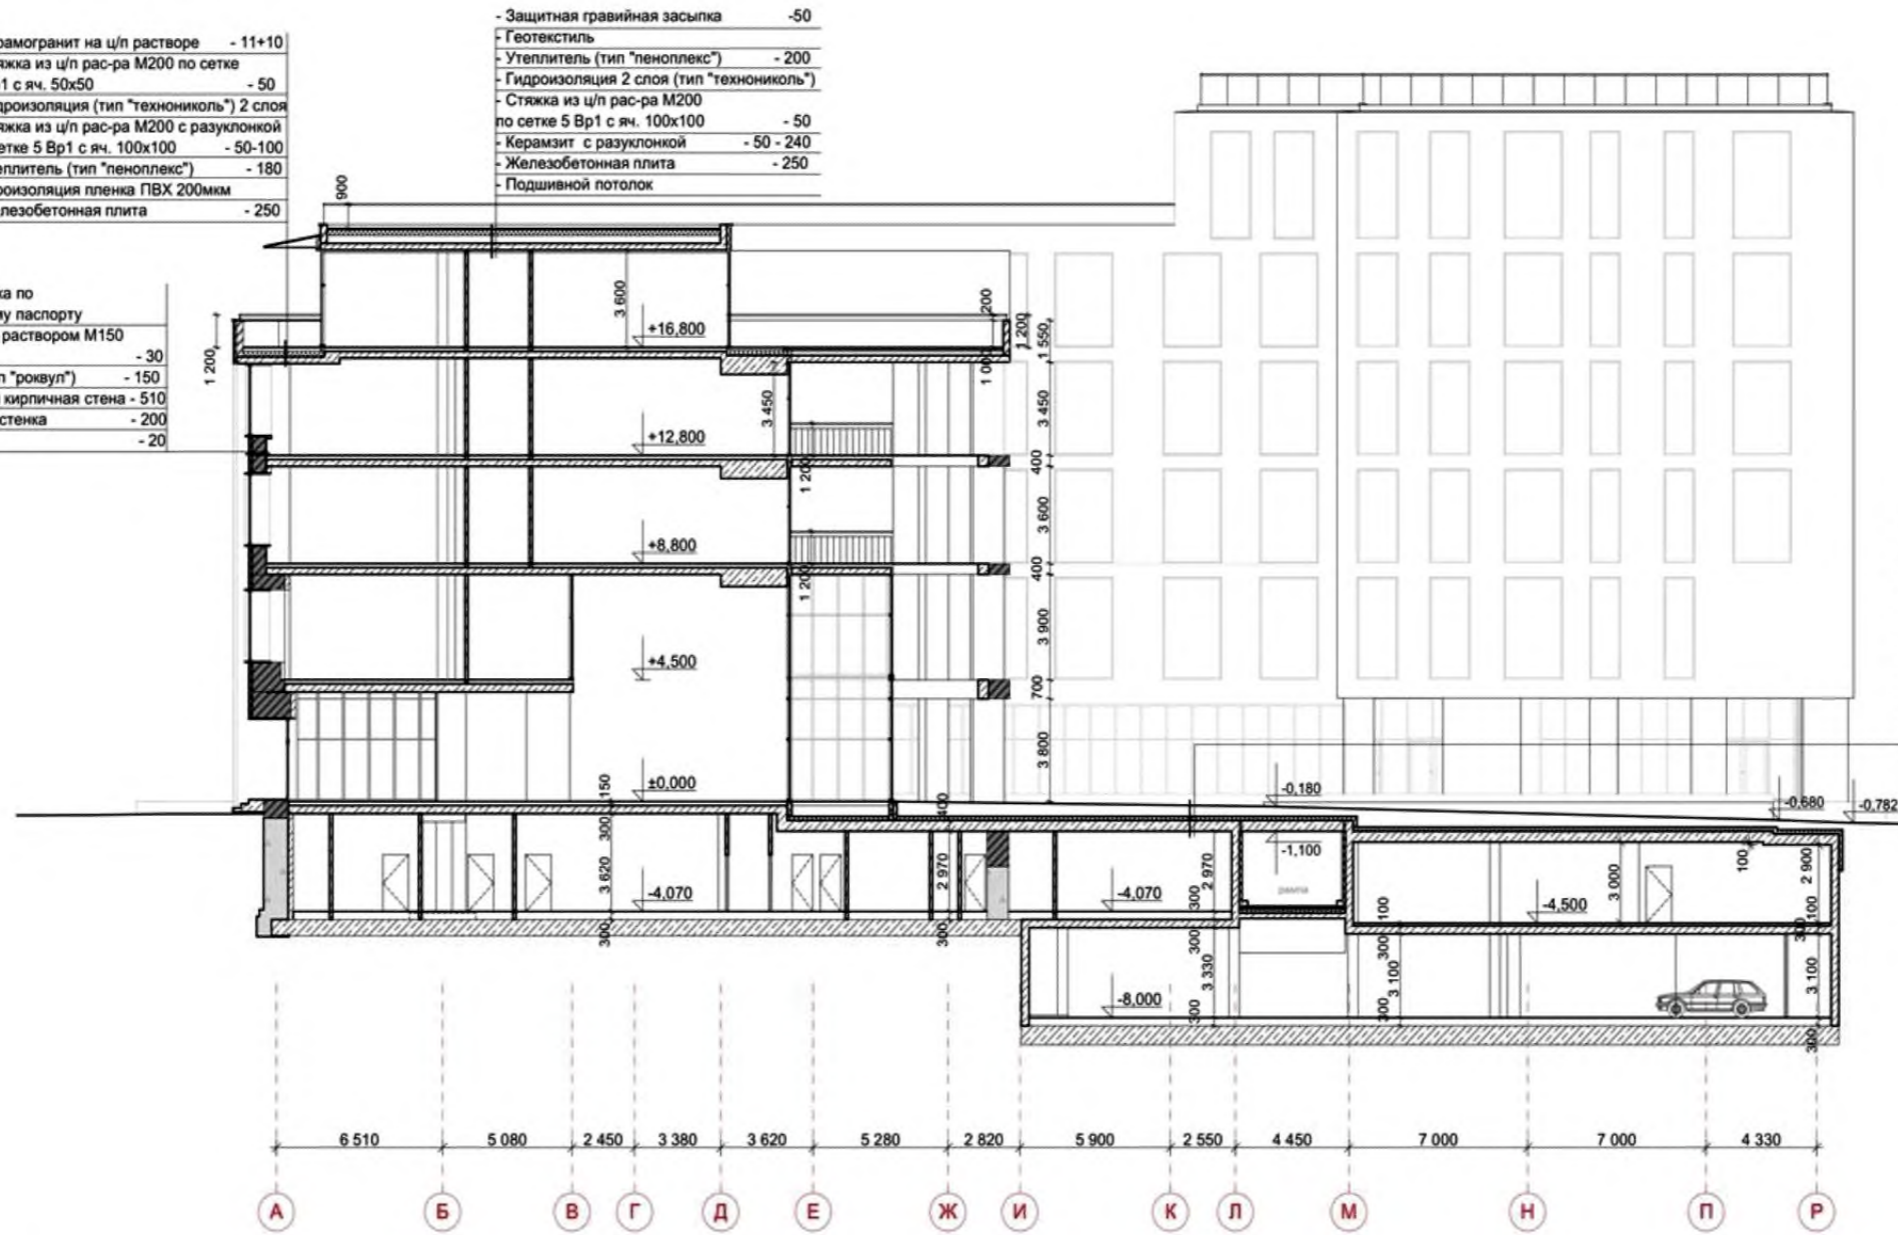 рамогранит на ц/п растворе - 11+10
яжка из ц/п рас-ра М200 по сетке
р1 с яч. 50х50 - 50
дроизоляция (тип "технониколь") 2 слоя
яжка из ц/п рас-ра М200 с разуклонкой
етке 5 Вр1 с яч. 100х100 - 50-100
еплитель (тип "пеноплекс") - 180
роизоляция пленка ПВХ 200мкм
лезобетонная плита - 250
- Защитная гравийная засыпка -50
- Геотекстиль
- Утеплитель (тип "пеноплекс") - 200
- Гидроизоляция 2 слоя (тип "технониколь")
- Стяжка из ц/п рас-ра М200
по сетке 5 Вр1 с яч. 100х100 - 50
- Керамзит с разуклонкой - 50 - 240
- Железобетонная плита - 250
- Подшивной потолок
ка по
му паспорту
раствором М150
- 30
п "роквул") - 150
кирпичная стена - 510
стенка - 200
- 20
900
3 600
+16,800
200
1 200
1 550
1 200
1 000
3 450
3 450
+12,800
400
1 200
3 600
+8,800
400
1 200
3 900
+4,500
700
3 800
±0,000
150
-0,180
-0,680
-0,782
400
300
3 620
-4,070
300
2 970
300
-4,070
2 970
300
-1,100
рампа
100
3 000
2 900
-4,500
100
100
300
300
3 330
300
-8,000
300
3 100
300
3 100
300
6 510 5 080 2 450 3 380 3 620 5 280 2 820 5 900 2 550 4 450 7 000 7 000 4 330
А Б В Г Д Е Ж И К Л М Н П Р